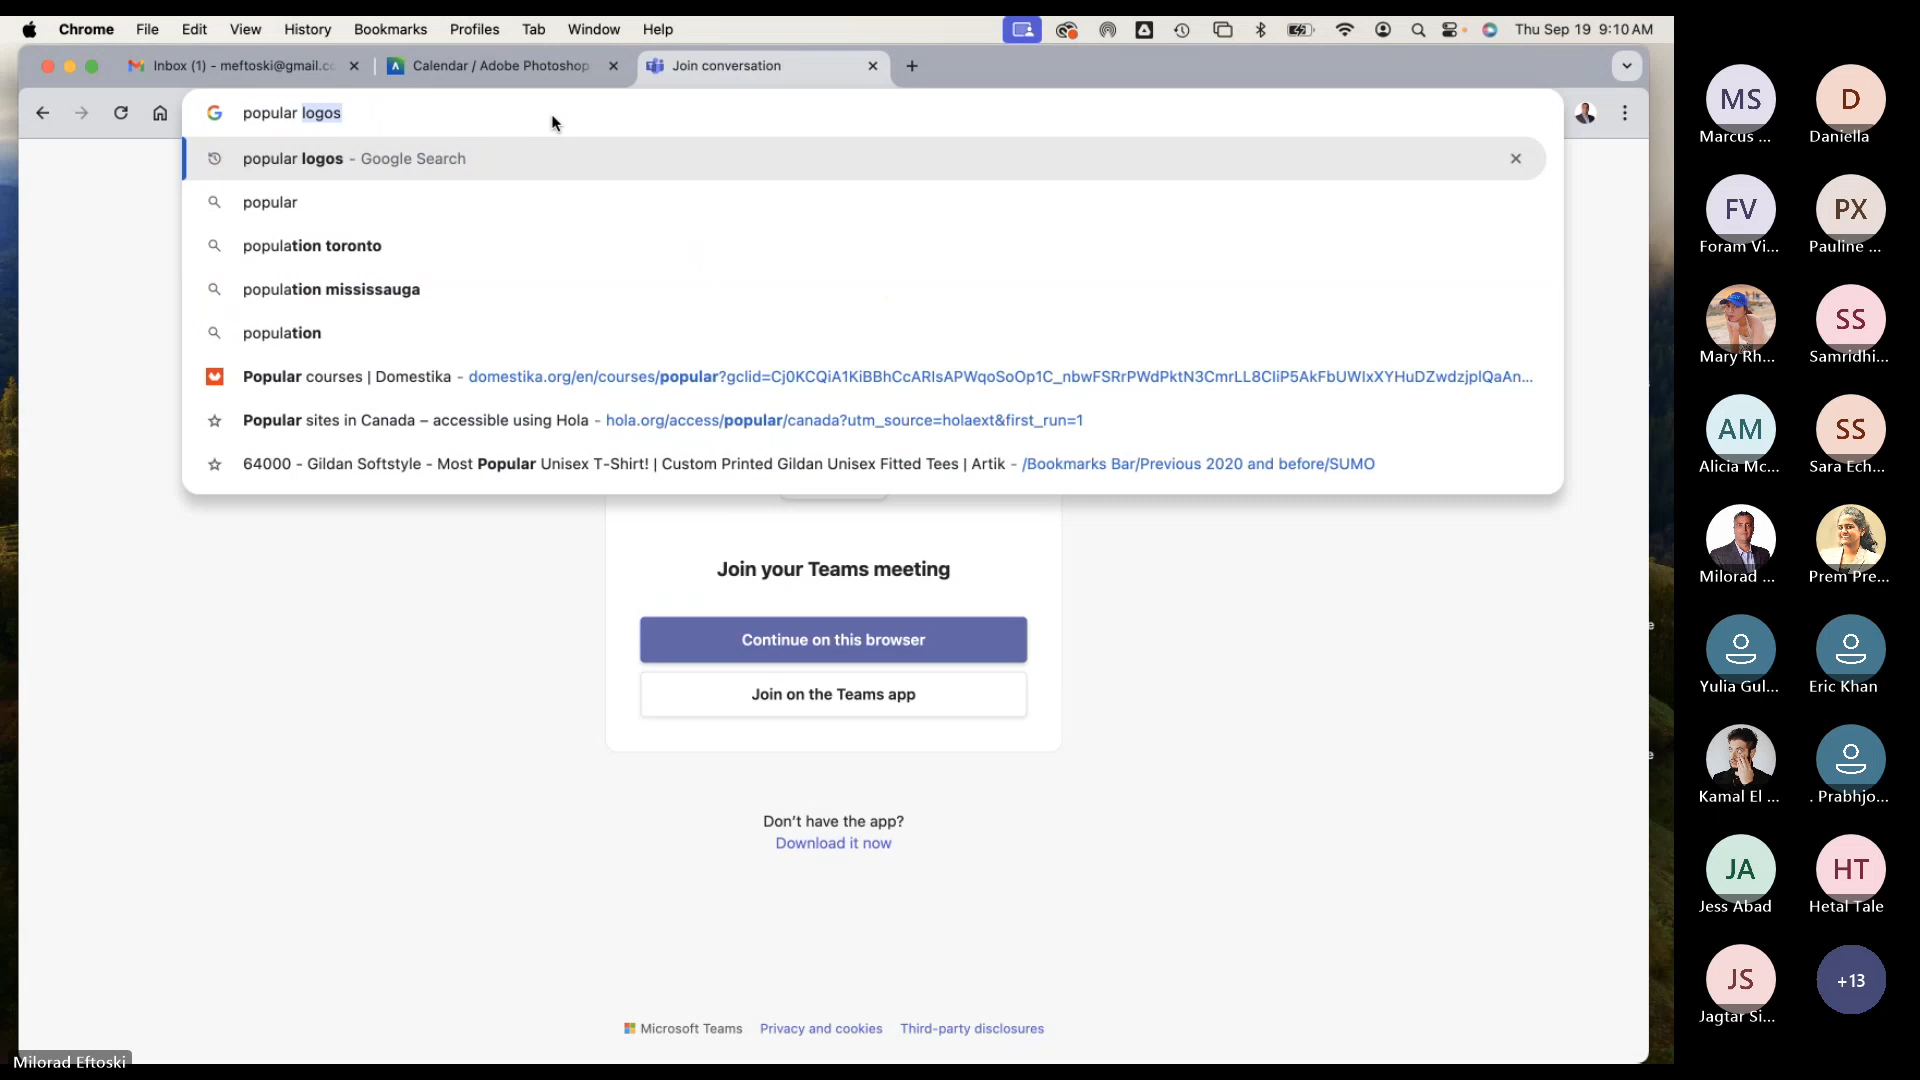 Chrome File Edit View History Bookmarks Profiles Tab Window Help Thu Sep 19 9:10 AM
Inbox (1) - meftoski@gmail.cc Calendar / Adobe Photoshop Join conversation
popular logos
popular logos - Google Search
popular
population toronto
population mississauga
population
Popular courses | Domestika - domestika.org/en/courses/popular?gclid=Cj0KCQiA1KiBBhCcARIsAPWqoSoOp1C_nbwFSRrPWdPktN3CmrLL8CIiP5AkFbUWIxXYHuDZwdzjpIQaAn...
Popular sites in Canada – accessible using Hola - hola.org/access/popular/canada?utm_source=holaext&first_run=1
64000 - Gildan Softstyle - Most Popular Unisex T-Shirt! | Custom Printed Gildan Unisex Fitted Tees | Artik - /Bookmarks Bar/Previous 2020 and before/SUMO
Join your Teams meeting
Continue on this browser
Join on the Teams app
Don't have the app?
Download it now
Microsoft Teams Privacy and cookies Third-party disclosures
Milorad Eftoski
MS D
Marcus ... Daniella
FV PX
Foram Vi... Pauline ...
SS
Mary Rh... Samridhi...
AM SS
Alicia Mc... Sara Ech...
Milorad ... Prem Pre...
Yulia Gul... Eric Khan
Kamal El ... . Prabhjo...
JA HT
Jess Abad Hetal Tale
JS +13
Jagtar Si...